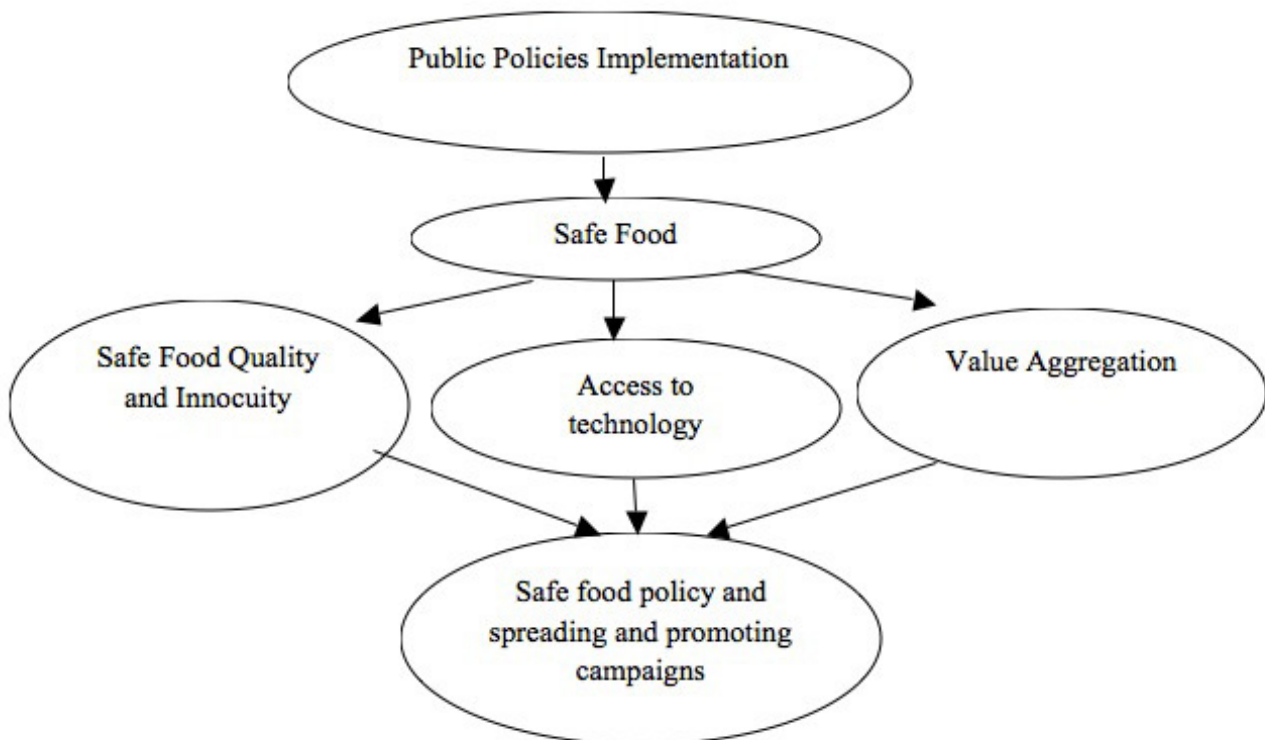 Public Policies Implementation
Safe Food
Safe Food Quality
and Innocuity
Access to
technology
Value Aggregation
Safe food policy and
spreading and promoting
campaigns